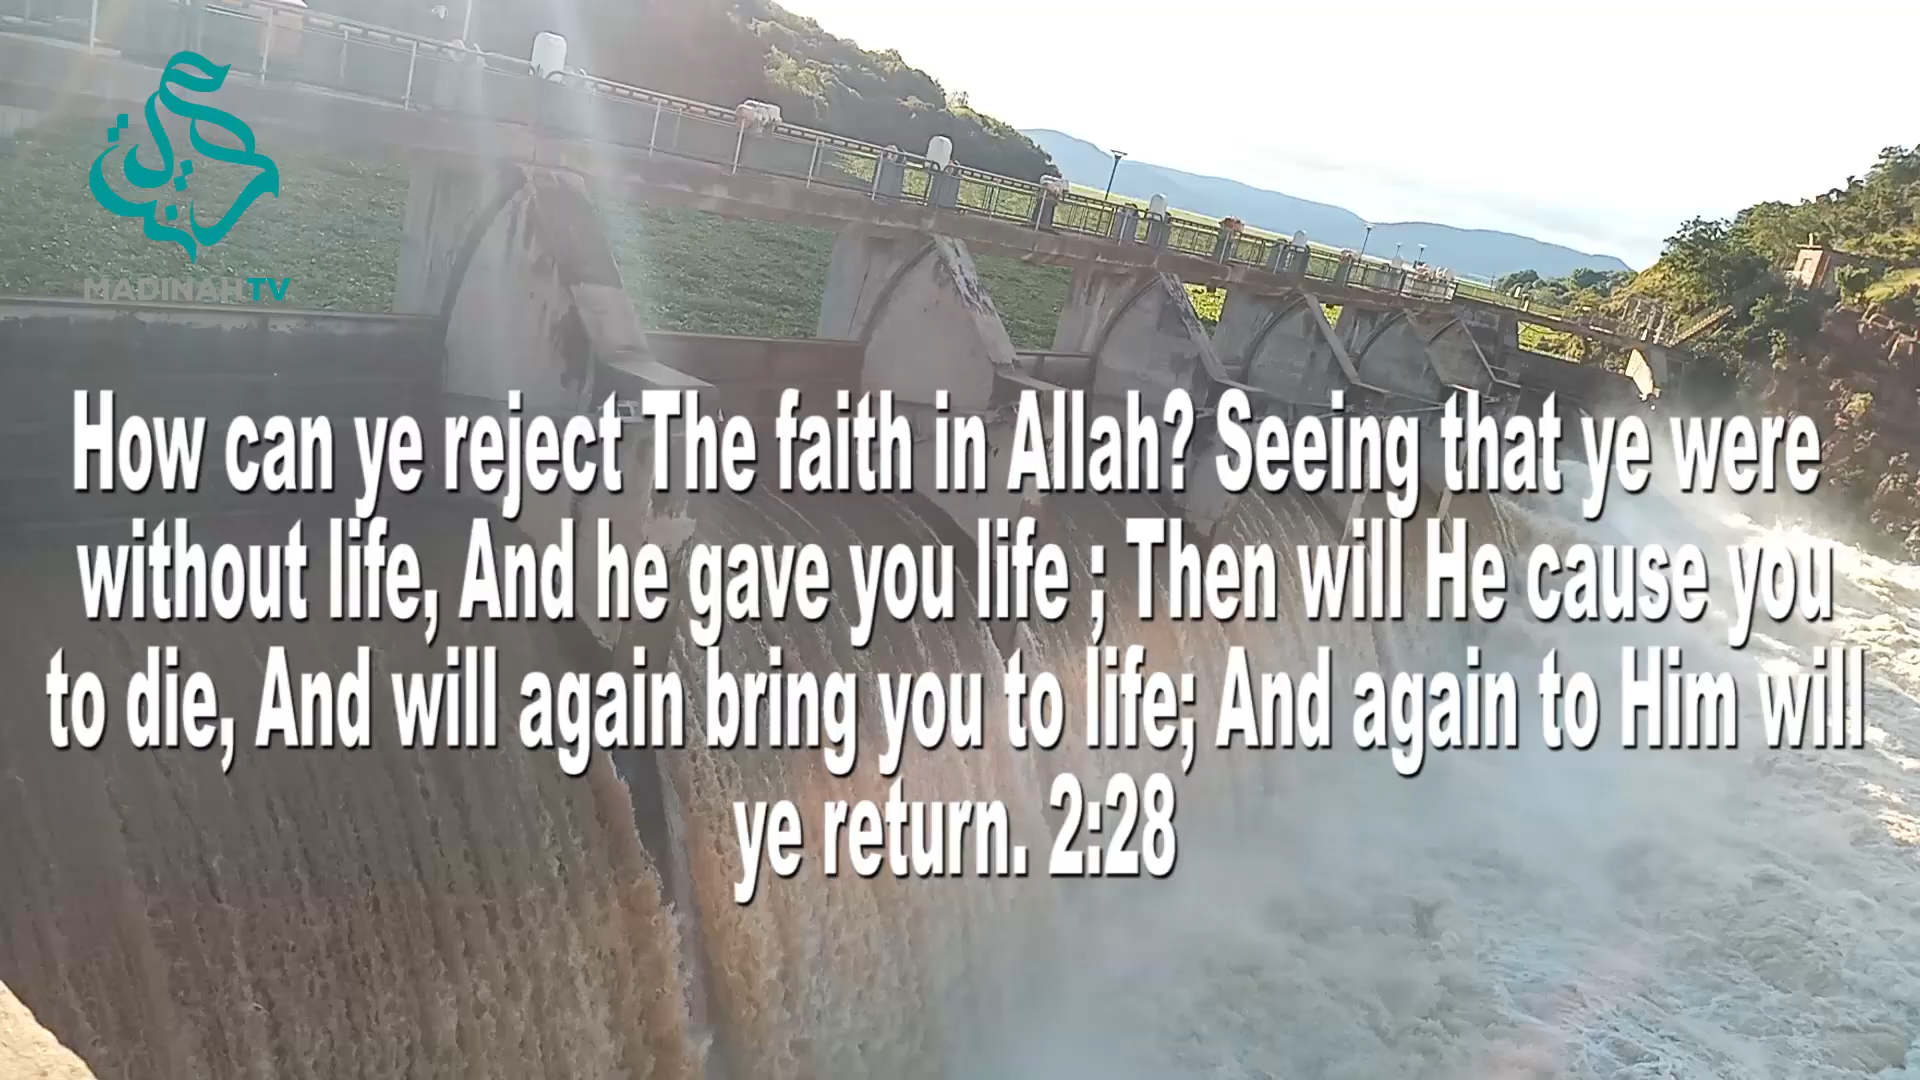 MADINAHTV
How can ye reject The faith in Allah? Seeing that ye were
without life, And he gave you life ; Then will He cause you
to die, And will again bring you to life; And again to Him will
ye return. 2:28